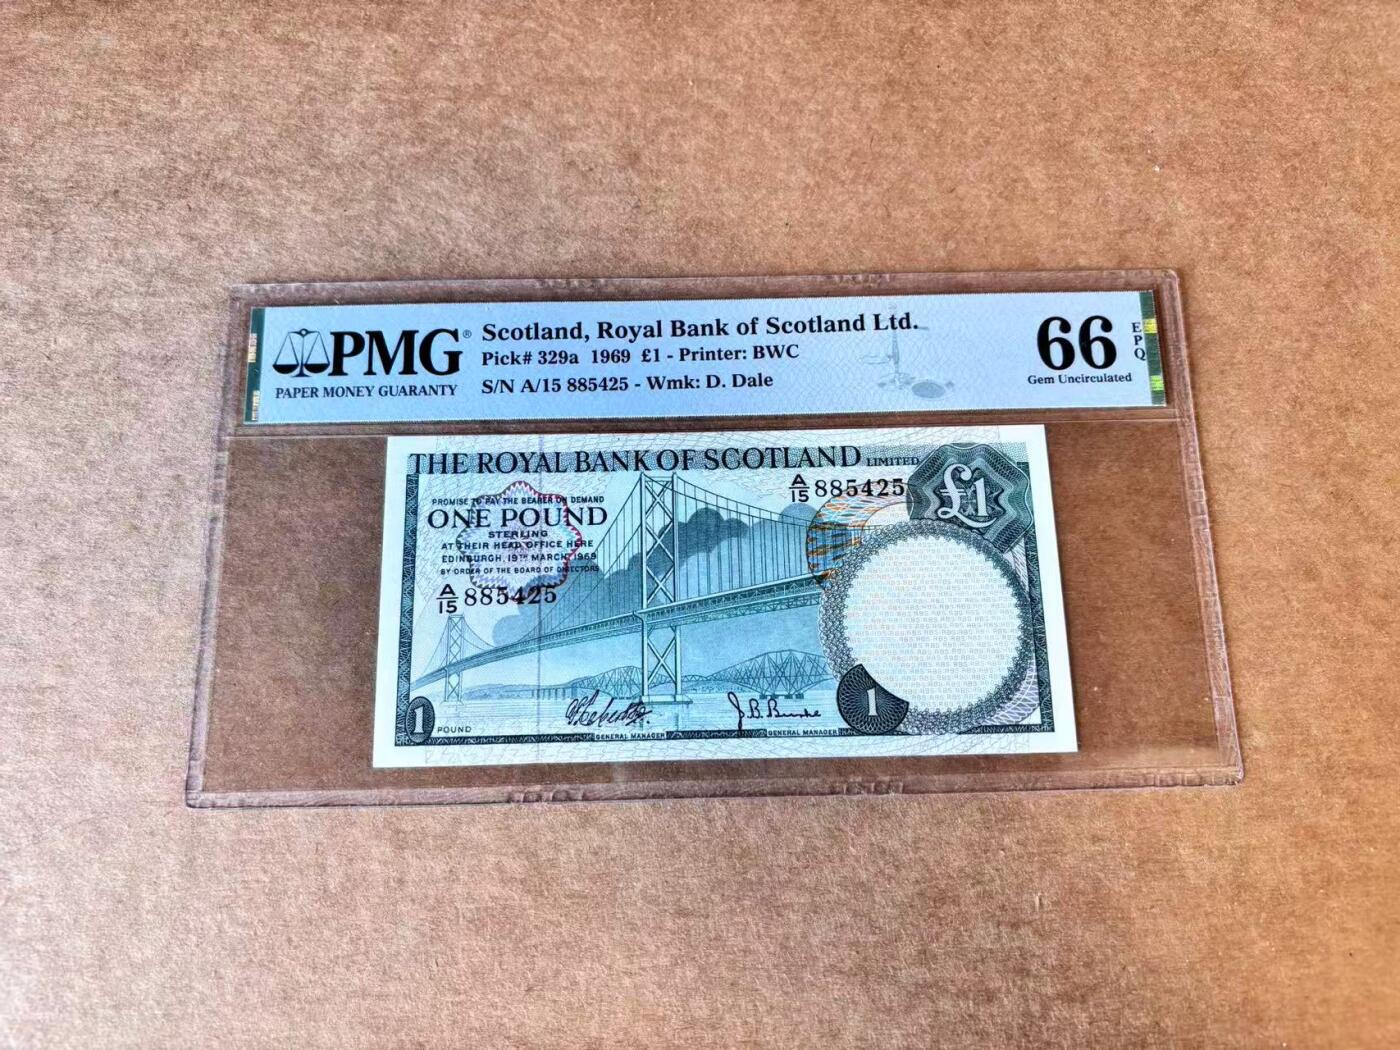 PMG®
PAPER MONEY GUARANTY
Scotland, Royal Bank of Scotland Ltd.
Pick# 329a 1969 £1 - Printer: BWC
S/N A/15 885425 - Wmk: D. Dale
66
EPQ
Gem Uncirculated
THE ROYAL BANK OF SCOTLAND LIMITED
A/15 885425
£1
PROMISE TO PAY THE BEARER ON DEMAND
ONE POUND
STERLING
AT THEIR HEAD OFFICE HERE
EDINBURGH, 19TH MARCH, 1969
BY ORDER OF THE BOARD OF DIRECTORS
A/15 885425
J.B. Burke
1
POUND
GENERAL MANAGER
GENERAL MANAGER
1